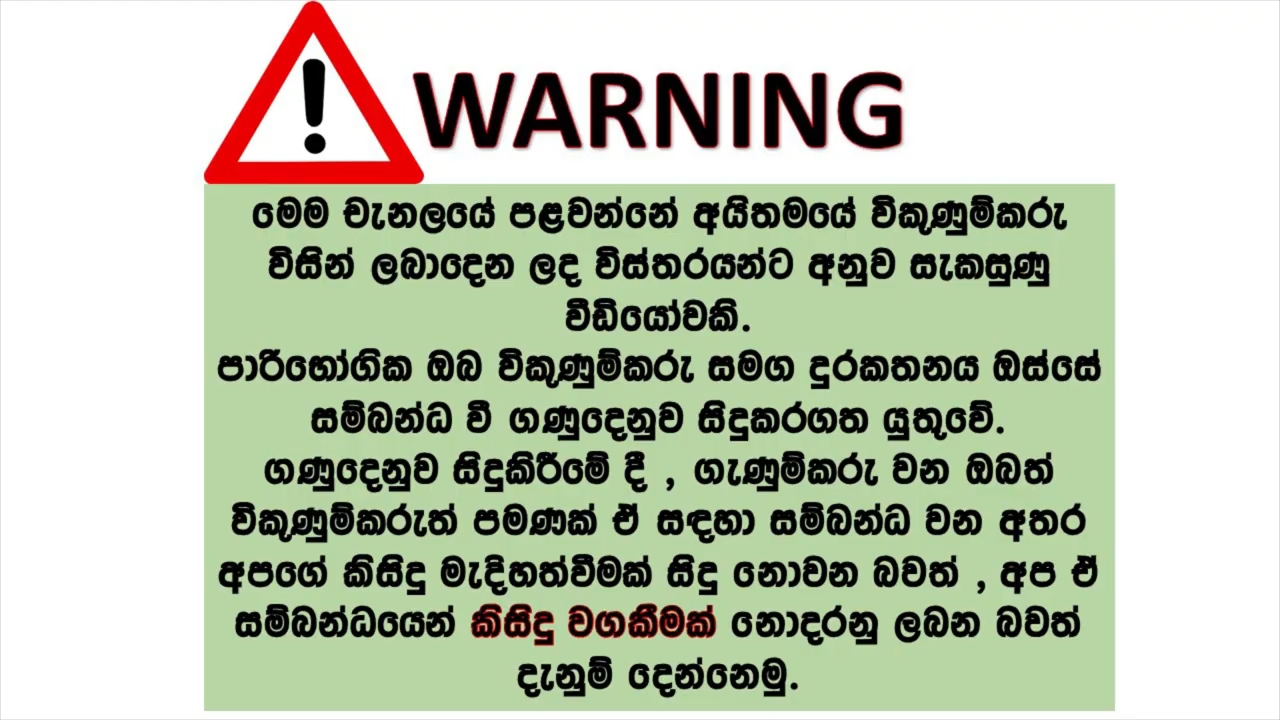 WARNING
මෙම චැනලයේ පළවන්නේ අයිතමයේ විකුණුම්කරු
විසින් ලබාදෙන ලද විස්තරයන්ට අනුව සැකසුණු
වීඩියෝවකි.
පාරිභෝගික ඔබ විකුණුම්කරු සමග දුරකතනය ඔස්සේ
සම්බන්ධ වී ගණුදෙනුව සිදුකරගත යුතුවේ.
ගණුදෙනුව සිදුකිරීමේ දී , ගැණුම්කරු වන ඔබත්
විකුණුම්කරුත් පමණක් ඒ සඳහා සම්බන්ධ වන අතර
අපගේ කිසිදු මැදිහත්වීමක් සිදු නොවන බවත් , අප ඒ
සම්බන්ධයෙන් කිසිදු වගකීමක් නොදරනු ලබන බවත්
දැනුම් දෙන්නෙමු.